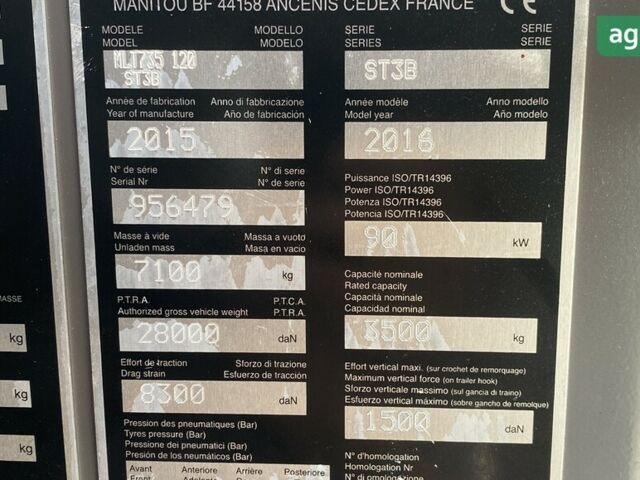 MANITOU BF 44158 ANCENIS CEDEX FRANCE CE
MODELE MODELLO
MODEL MODELO
MLT735 120
ST3B
Année de fabrication Anno di fabbricazione
Year of manufacture Año de fabricación
2015
N° de série N° di serie
Serial Nr N° de serie
956479
Masse à vide Massa a vuoto
Unladen mass Masa en vacio
7100 kg
P.T.R.A. P.T.C.A.
Authorized gross vehicle weight P.T.R.A.
28000 daN
Effort de traction Sforzo di trazione
Drag strain Esfuerzo de tracción
8300 daN
Pression des pneumatiques (Bar)
Tyres pressure (Bar)
Pressione dei pneumatici (Bar)
Presión de los neumáticos (Bar)
Avant Anteriore Arrière Posteriore
Front Adelante
SERIE SERIE
SERIES SERIE
ST3B
Année modèle Anno modello
Model year Año modelo
2016
Puissance ISO/TR14396
Power ISO/TR14396
Potenza ISO/TR14396
Potencia ISO/TR14396
90 kW
Capacité nominale
Rated capacity
Capacità nominale
Capacidad nominal
3500 kg
Effort vertical maxi. (sur crochet de remorquage)
Maximum vertical force (on trailer hook)
Sforzo verticale massimo (sul gancia di traino)
Esfuerzo vertical máximo (sobre gancho de remolque)
1500 daN
N° d'homologation
Homologation Nr
N° di omologazione
MASSE
kg
kg
kg
ag